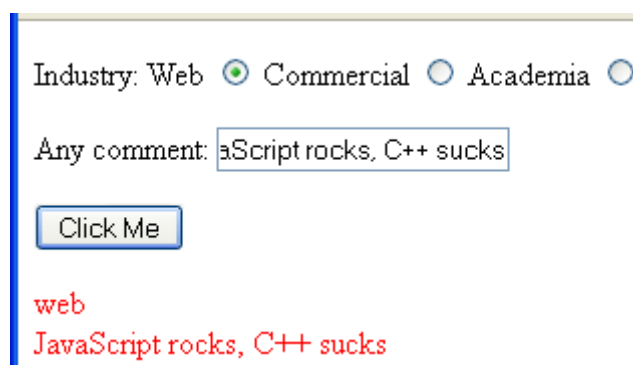 Industry: Web Commercial Academia
Any comment: aScript rocks, C++ sucks
Click Me
web
JavaScript rocks, C++ sucks